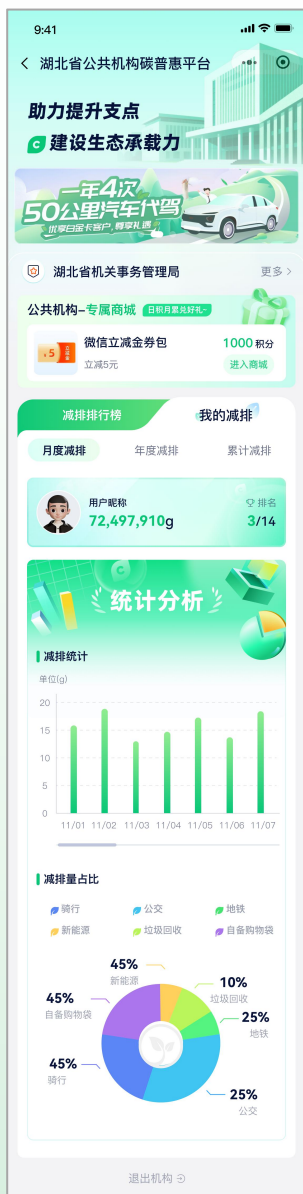 9:41
湖北省公共机构碳普惠平台
助力提升支点
C 建设生态承载力
一年4次
50公里汽车代驾
优享白金卡客户,尊享礼遇
湖北省机关事务管理局 更多
公共机构-专属商城 日积月累兑好礼~
微信立减金券包 1000 积分
5 立减金 立减5元 进入商城
减排排行榜 我的减排
月度减排 年度减排 累计减排
用户昵称 排名
72,497,910g 3/14
C
统计分析
减排统计
单位(g)
20
15
10
5
0
11/01 11/02 11/03 11/04 11/05 11/06 11/07
减排量占比
骑行 公交 地铁
新能源 垃圾回收 自备购物袋
45%
新能源
10%
垃圾回收
45%
自备购物袋
25%
地铁
45%
骑行
25%
公交
退出机构